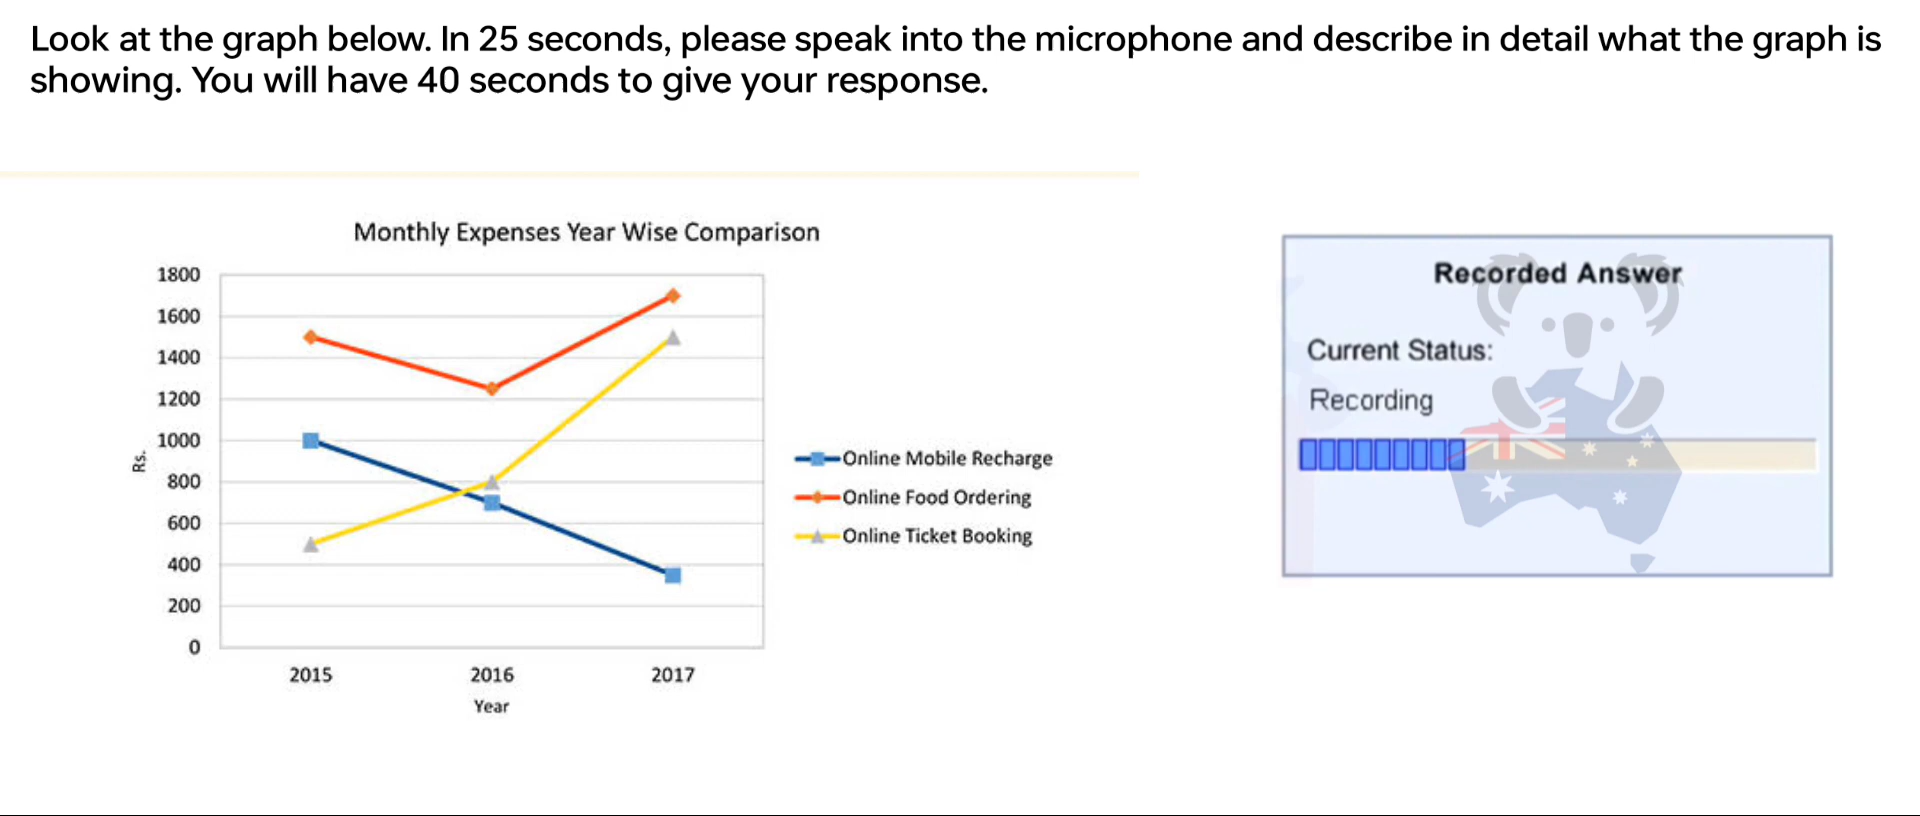 Look at the graph below. In 25 seconds, please speak into the microphone and describe in detail what the graph is
showing. You will have 40 seconds to give your response.
Monthly Expenses Year Wise Comparison
1800
1600
1400
1200
1000
800
600
400
200
0
Rs.
2015 2016 2017
Year
Online Mobile Recharge
Online Food Ordering
Online Ticket Booking
Recorded Answer
Current Status:
Recording